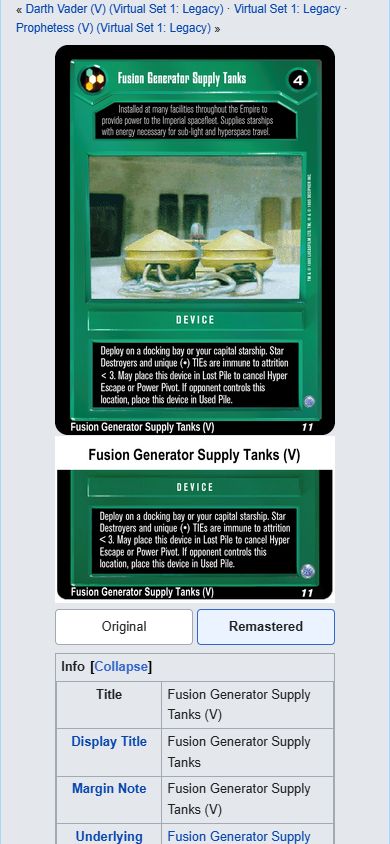 « Darth Vader (V) (Virtual Set 1: Legacy) · Virtual Set 1: Legacy ·
Prophetess (V) (Virtual Set 1: Legacy) »
Fusion Generator Supply Tanks
4
Installed at many facilities throughout the Empire to
provide power to the Imperial spacefleet. Supplies starships
with energy necessary for sub-light and hyperspace travel.
DEVICE
Deploy on a docking bay or your capital starship. Star
Destroyers and unique (•) TIEs are immune to attrition
< 3. May place this device in Lost Pile to cancel Hyper
Escape or Power Pivot. If opponent controls this
location, place this device in Used Pile.
Fusion Generator Supply Tanks (V)
11
Fusion Generator Supply Tanks (V)
DEVICE
Deploy on a docking bay or your capital starship. Star
Destroyers and unique (•) TIEs are immune to attrition
< 3. May place this device in Lost Pile to cancel Hyper
Escape or Power Pivot. If opponent controls this
location, place this device in Used Pile.
Fusion Generator Supply Tanks (V)
11
Original
Remastered
Info [Collapse]
Title
Fusion Generator Supply
Tanks (V)
Display Title
Fusion Generator Supply
Tanks
Margin Note
Fusion Generator Supply
Tanks (V)
Underlying
Fusion Generator Supply